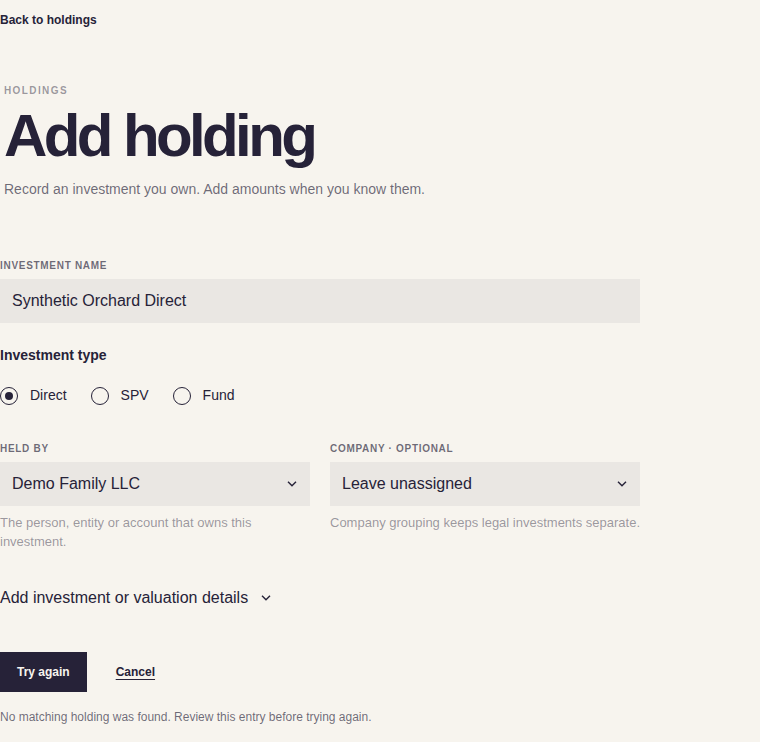 Back to holdings
HOLDINGS
Add holding
Record an investment you own. Add amounts when you know them.
INVESTMENT NAME
Synthetic Orchard Direct
Investment type
Direct SPV Fund
HELD BY
Demo Family LLC
The person, entity or account that owns this
investment.
COMPANY · OPTIONAL
Leave unassigned
Company grouping keeps legal investments separate.
Add investment or valuation details
Try again Cancel
No matching holding was found. Review this entry before trying again.